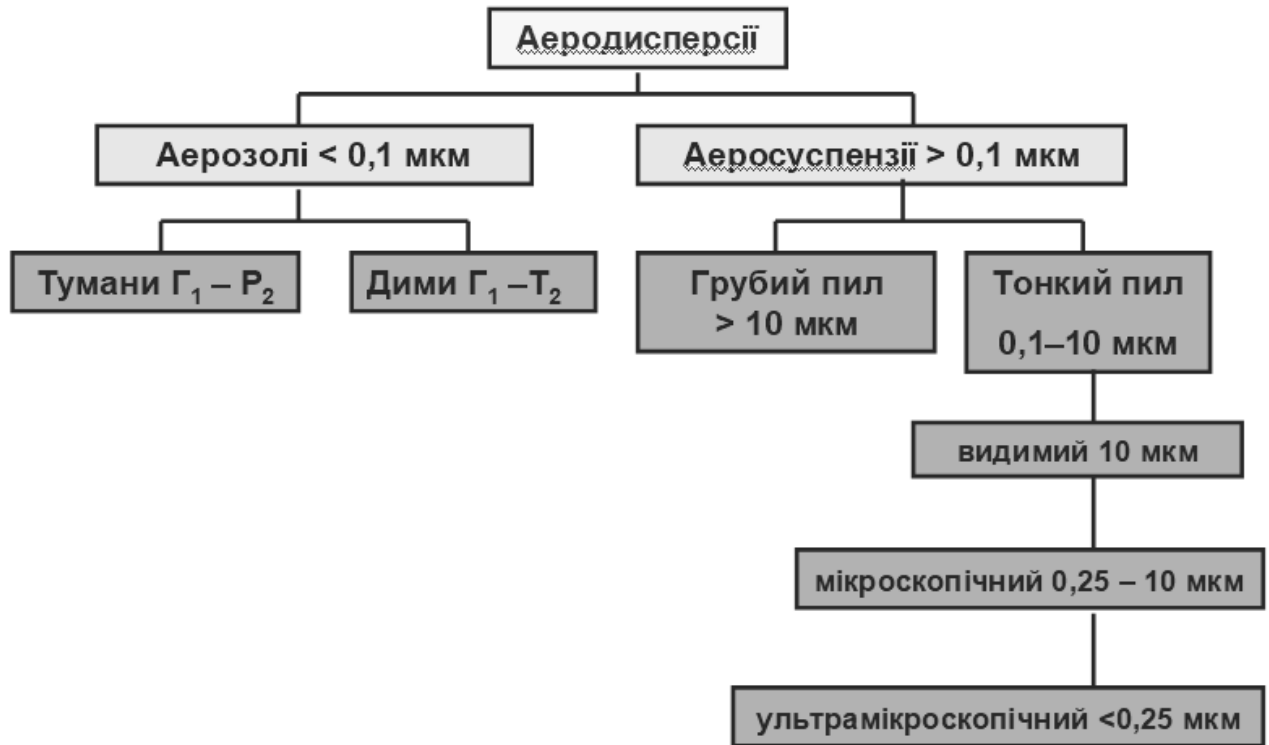 Аеродисперсії
Аерозолі < 0,1 мкм
Аеросуспензії > 0,1 мкм
Тумани Г₁ – Р₂
Дими Г₁ –Т₂
Грубий пил
> 10 мкм
Тонкий пил
0,1–10 мкм
видимий 10 мкм
мікроскопічний 0,25 – 10 мкм
ультрамікроскопічний <0,25 мкм